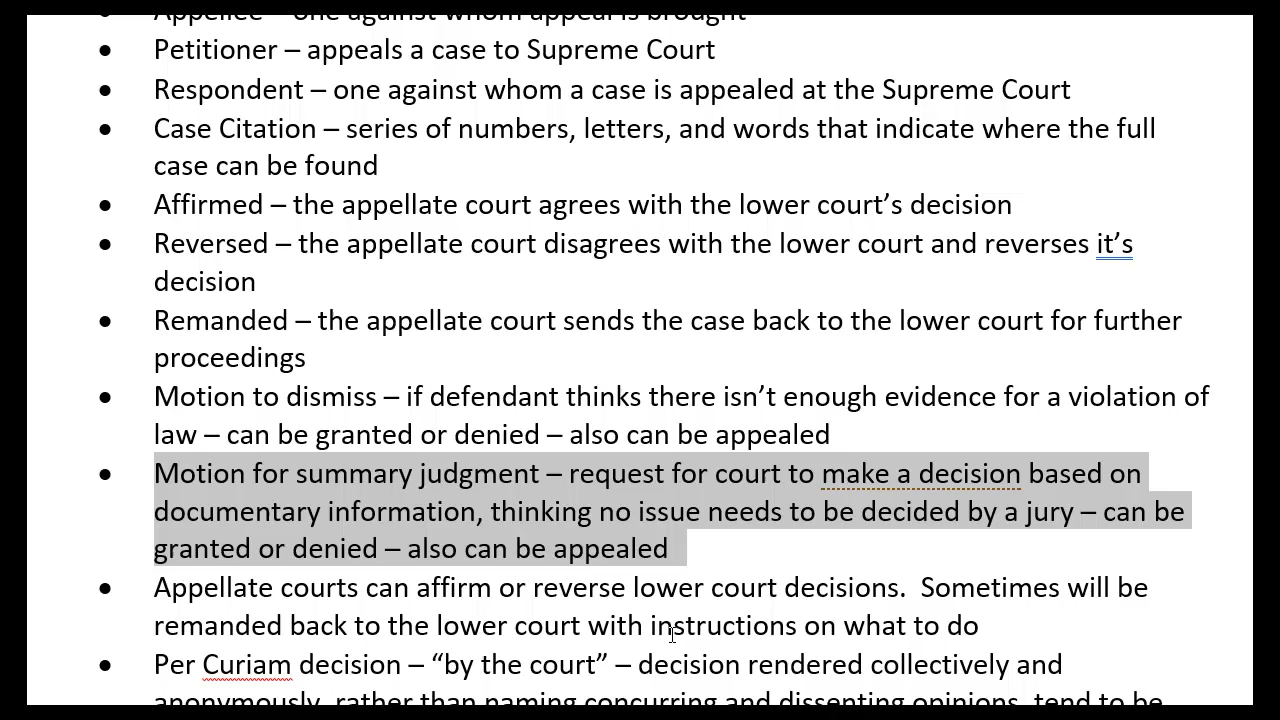 Appellee – one against whom appeal is brought
• Petitioner – appeals a case to Supreme Court
• Respondent – one against whom a case is appealed at the Supreme Court
• Case Citation – series of numbers, letters, and words that indicate where the full
case can be found
• Affirmed – the appellate court agrees with the lower court’s decision
• Reversed – the appellate court disagrees with the lower court and reverses it’s
decision
• Remanded – the appellate court sends the case back to the lower court for further
proceedings
• Motion to dismiss – if defendant thinks there isn’t enough evidence for a violation of
law – can be granted or denied – also can be appealed
• Motion for summary judgment – request for court to make a decision based on
documentary information, thinking no issue needs to be decided by a jury – can be
granted or denied – also can be appealed
• Appellate courts can affirm or reverse lower court decisions.  Sometimes will be
remanded back to the lower court with instructions on what to do
• Per Curiam decision – “by the court” – decision rendered collectively and
anonymously, rather than naming concurring and dissenting opinions, tend to be